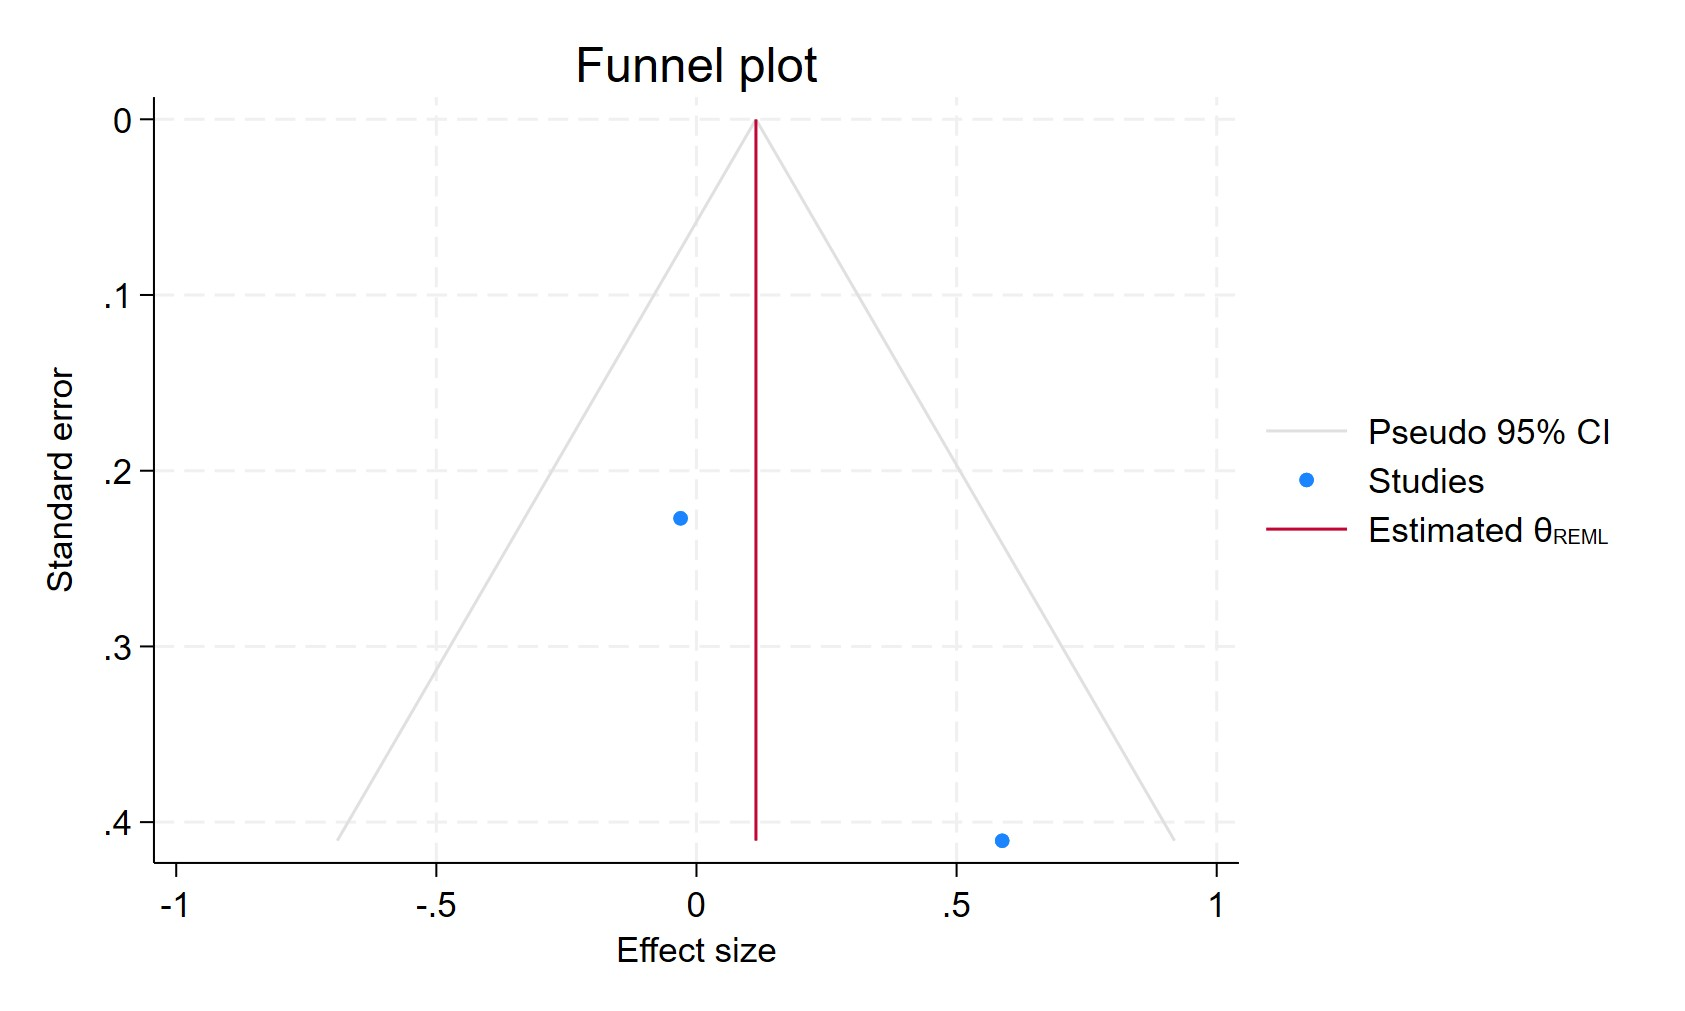 Funnel plot
0
.1
.2
.3
.4
Standard error
-1 -.5 0 .5 1
Effect size
Pseudo 95% CI
Studies
Estimated θREML